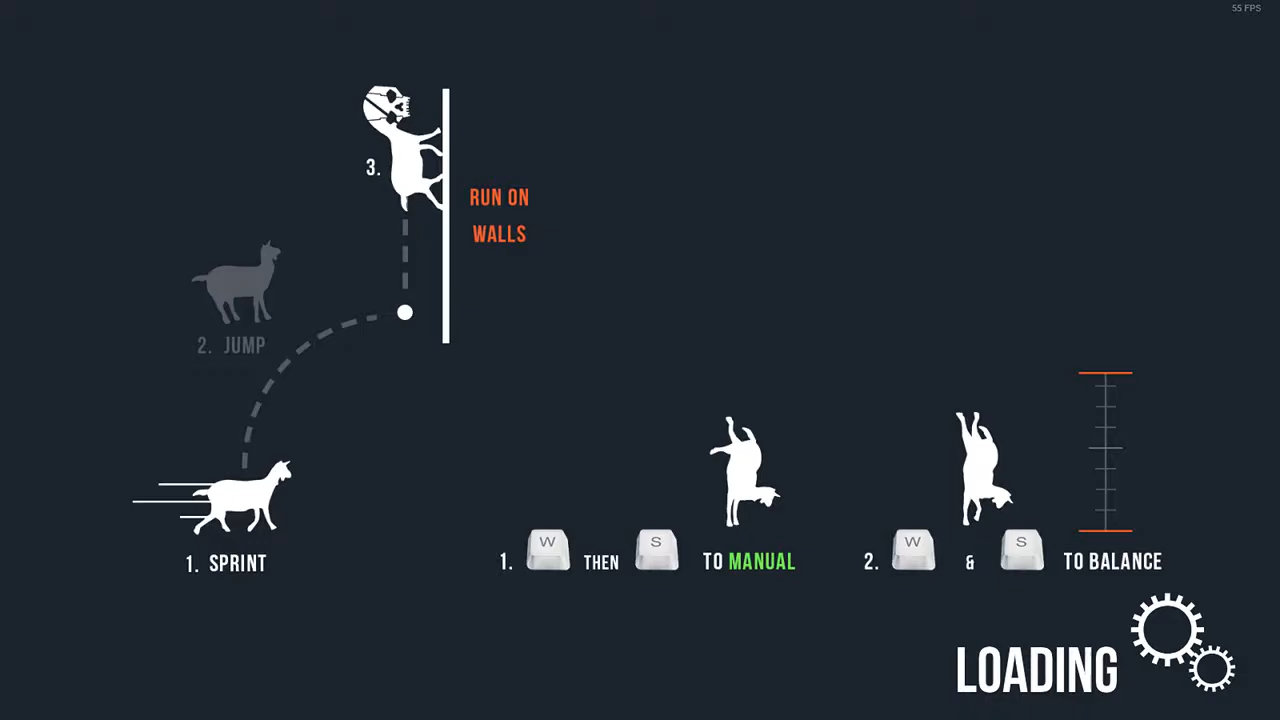 55 FPS
3.
RUN ON
WALLS
2. JUMP
1. SPRINT
1. W THEN S TO MANUAL
2. W & S TO BALANCE
LOADING